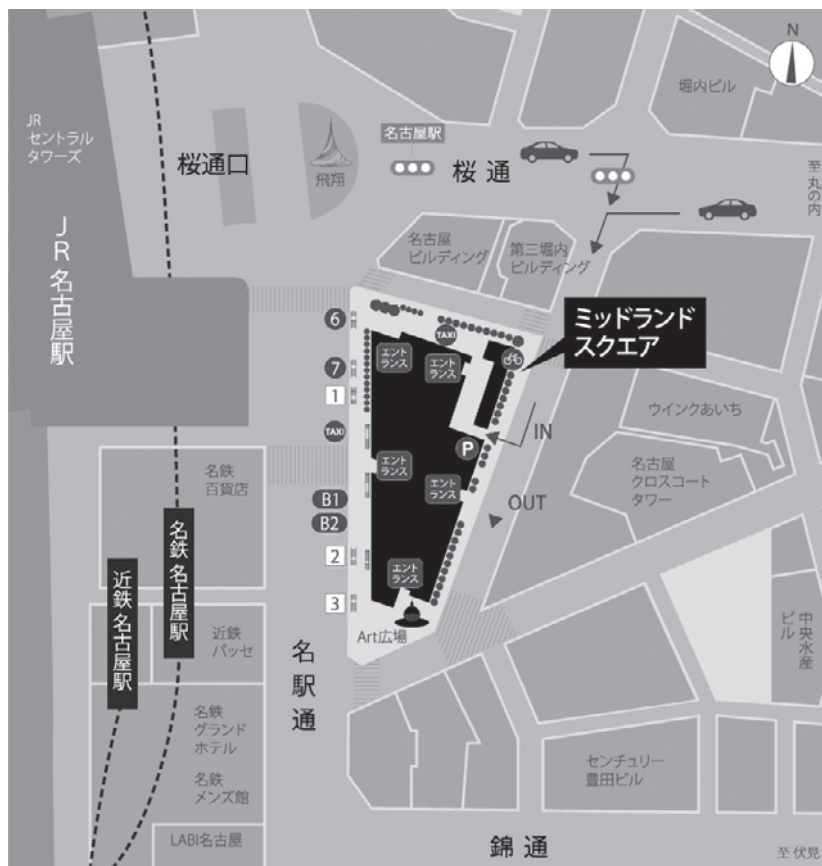 N
堀内ビル
JR
セントラル
タワーズ
桜通口
飛翔
名古屋駅
桜通
至丸の内
JR名古屋駅
名古屋
ビルディング
第三堀内
ビルディング
ミッドランド
スクエア
6
TAXI
エント
ランス
エント
ランス
7
1
ウインクあいち
IN
TAXI
P
名鉄
百貨店
エント
ランス
エント
ランス
名古屋
クロスコート
タワー
B1
B2
OUT
名鉄 名古屋駅
近鉄 名古屋駅
2
エント
ランス
3
Art広場
近鉄
パッセ
名駅通
中央水産
ビル
名鉄
グランド
ホテル
名鉄
メンズ館
センチュリー
豊田ビル
LABI名古屋
錦通
至 伏見